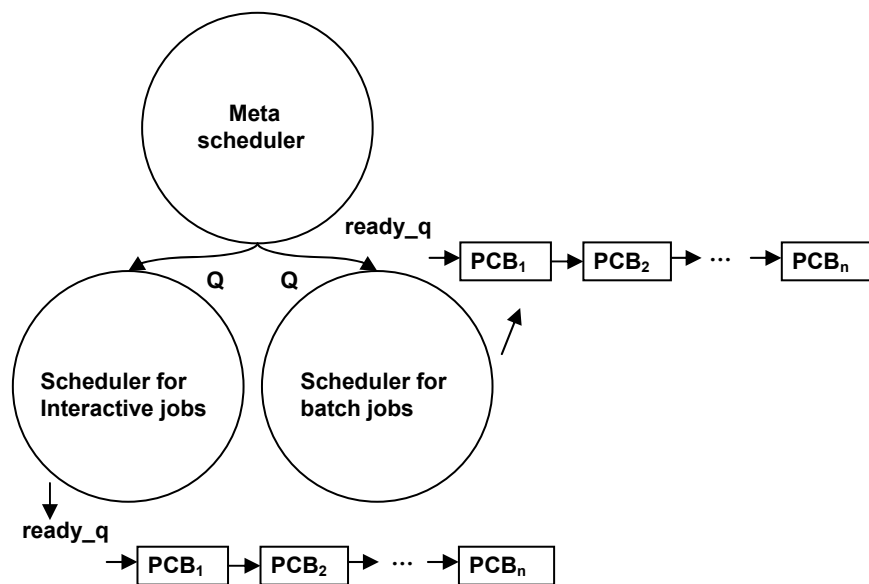 Meta
scheduler
ready_q
PCB₁ PCB₂ ... PCBₙ
Q Q
Scheduler for
Interactive jobs
Scheduler for
batch jobs
ready_q
PCB₁ PCB₂ ... PCBₙ